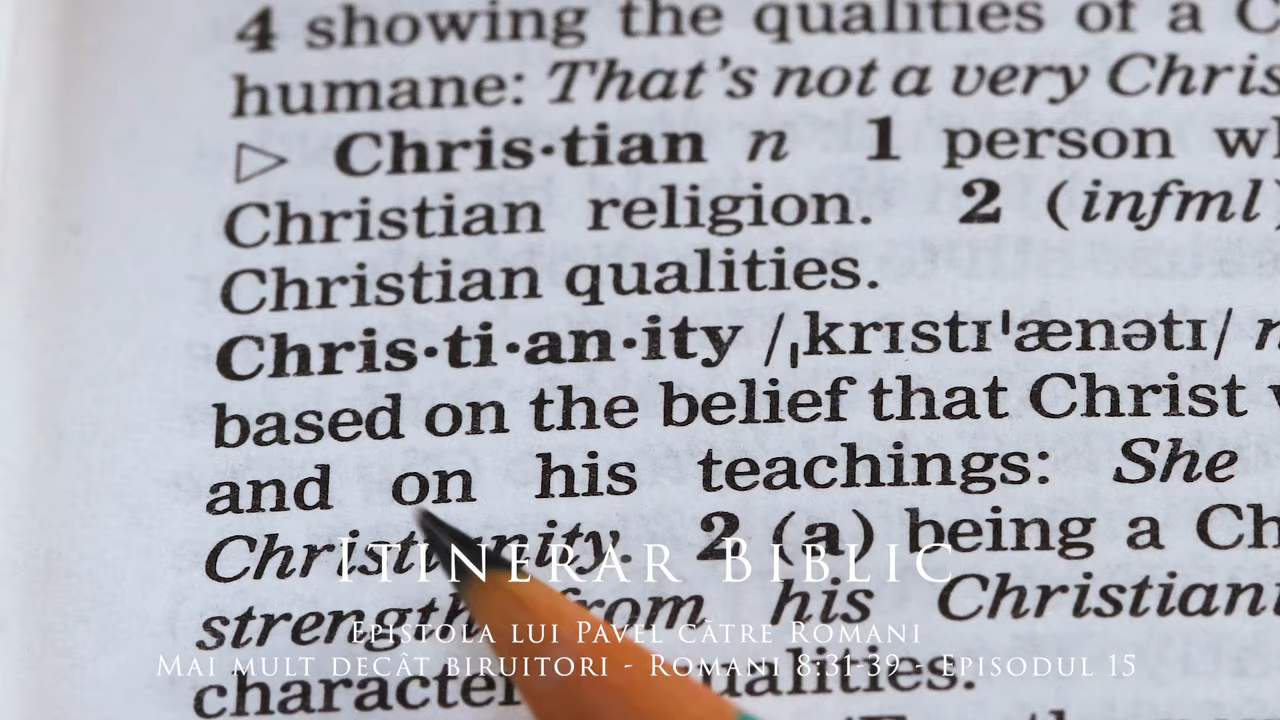 4 showing the qualities of a C
humane: That's not a very Chris
▷ Chris·tian n 1 person wh
Christian religion. 2 (infml)
Christian qualities.
Chris·ti·an·ity /ˌkrɪstɪˈænətɪ/ n
based on the belief that Christ w
and on his teachings: She
Christianity. 2 (a) being a Ch
strength from his Christian
character qualities.
Itinerar Biblic
Epistola lui Pavel către Romani
Mai mult decât biruitori - Romani 8:31-39 - Episodul 15